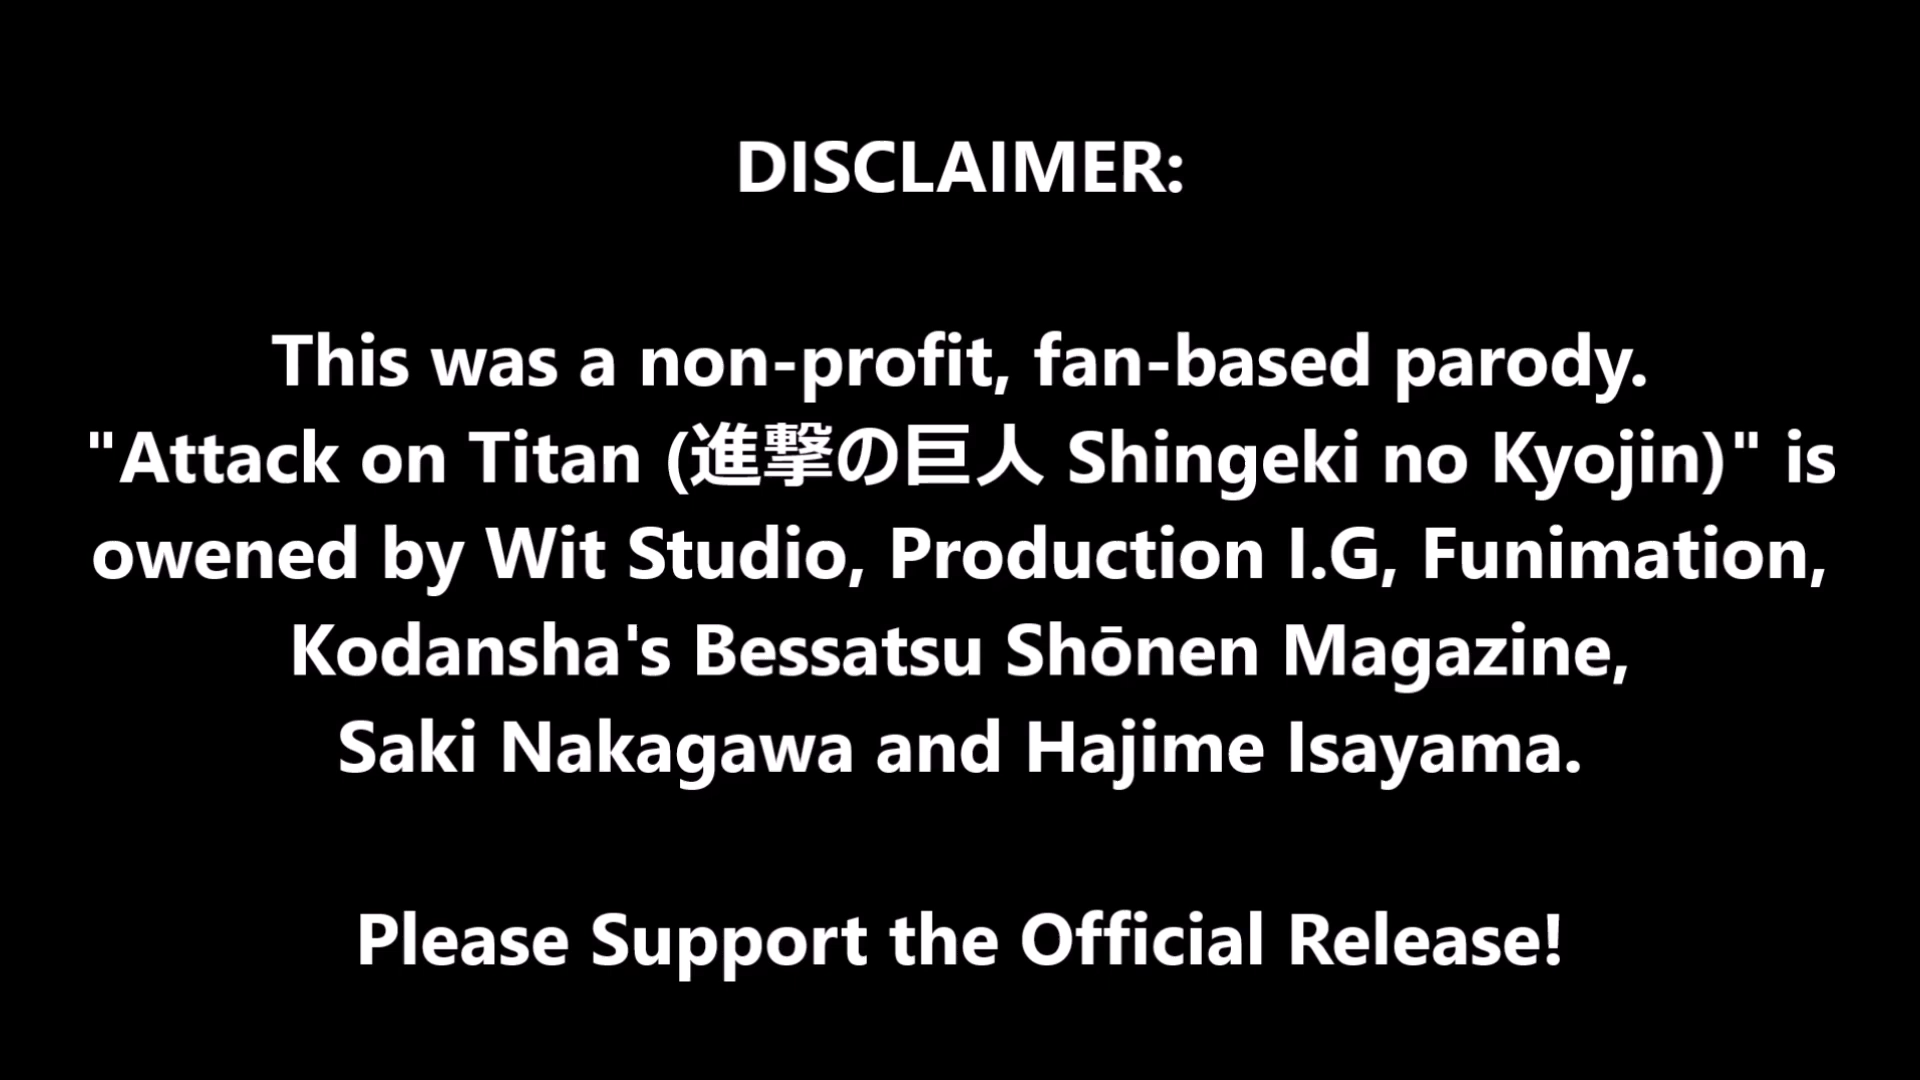 DISCLAIMER:
This was a non-profit, fan-based parody.
"Attack on Titan (進撃の巨人 Shingeki no Kyojin)" is
owened by Wit Studio, Production I.G, Funimation,
Kodansha's Bessatsu Shōnen Magazine,
Saki Nakagawa and Hajime Isayama.
Please Support the Official Release!